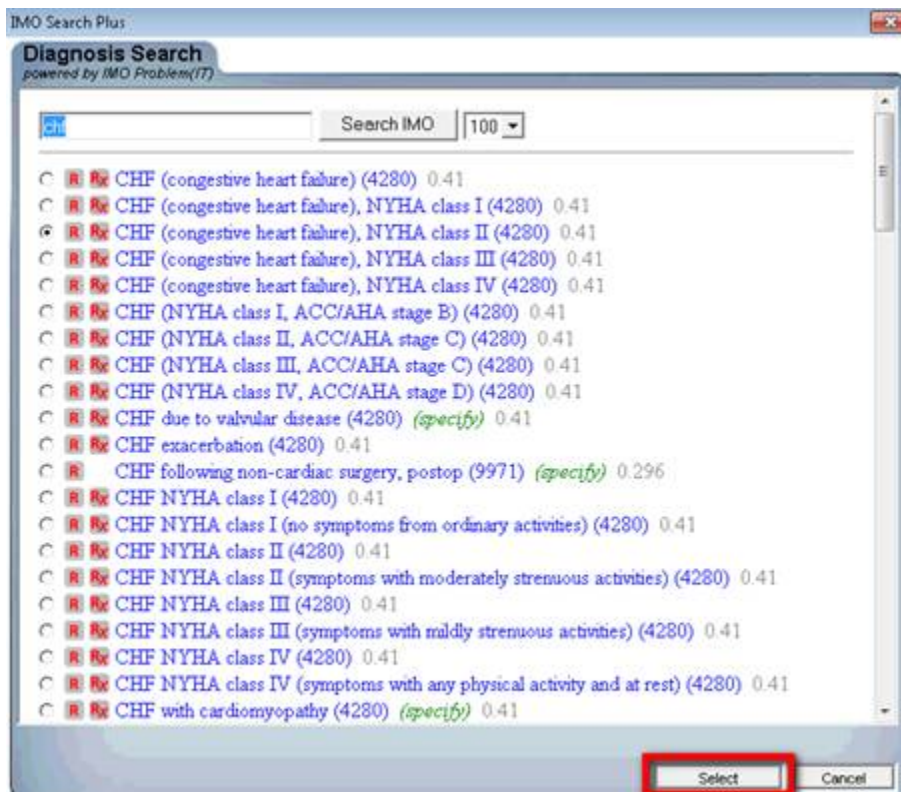 IMO Search Plus
Diagnosis Search
powered by IMO Problem(IT)
chf Search IMO 100
R Rx CHF (congestive heart failure) (4280) 0.41
R Rx CHF (congestive heart failure), NYHA class I (4280) 0.41
R Rx CHF (congestive heart failure), NYHA class II (4280) 0.41
R Rx CHF (congestive heart failure), NYHA class III (4280) 0.41
R Rx CHF (congestive heart failure), NYHA class IV (4280) 0.41
R Rx CHF (NYHA class I, ACC/AHA stage B) (4280) 0.41
R Rx CHF (NYHA class II, ACC/AHA stage C) (4280) 0.41
R Rx CHF (NYHA class III, ACC/AHA stage C) (4280) 0.41
R Rx CHF (NYHA class IV, ACC/AHA stage D) (4280) 0.41
R Rx CHF due to valvular disease (4280) (specify) 0.41
R Rx CHF exacerbation (4280) 0.41
R CHF following non-cardiac surgery, postop (9971) (specify) 0.296
R Rx CHF NYHA class I (4280) 0.41
R Rx CHF NYHA class I (no symptoms from ordinary activities) (4280) 0.41
R Rx CHF NYHA class II (4280) 0.41
R Rx CHF NYHA class II (symptoms with moderately strenuous activities) (4280) 0.41
R Rx CHF NYHA class III (4280) 0.41
R Rx CHF NYHA class III (symptoms with mildly strenuous activities) (4280) 0.41
R Rx CHF NYHA class IV (4280) 0.41
R Rx CHF NYHA class IV (symptoms with any physical activity and at rest) (4280) 0.41
R Rx CHF with cardiomyopathy (4280) (specify) 0.41
Select Cancel